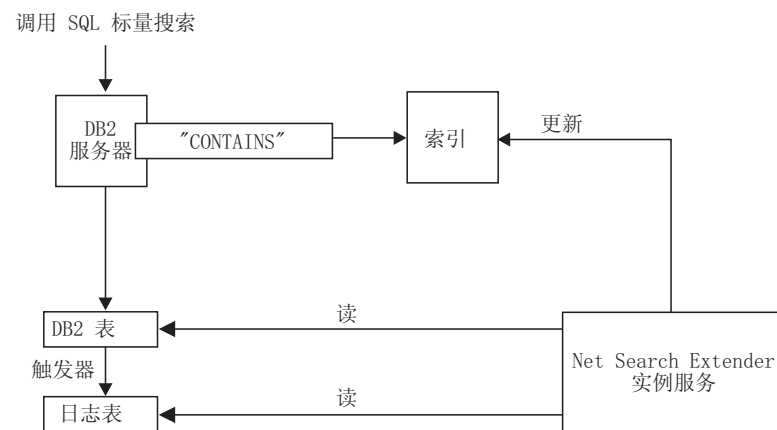 调用 SQL 标量搜索
DB2
服务器
"CONTAINS"
索引
更新
DB2 表
读
触发器
Net Search Extender
实例服务
日志表
读